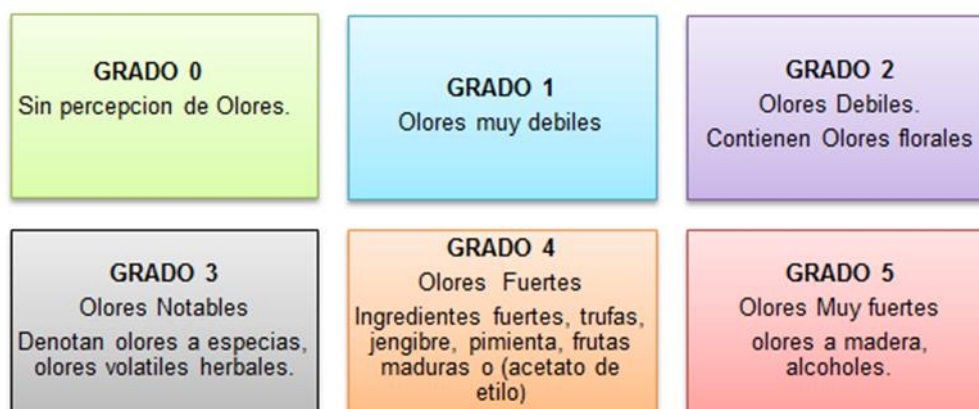 GRADO 0
Sin percepcion de Olores.
GRADO 1
Olores muy debiles
GRADO 2
Olores Debiles.
Contienen Olores florales
GRADO 3
Olores Notables
Denotan olores a especias,
olores volatiles herbales.
GRADO 4
Olores Fuertes
Ingredientes fuertes, trufas,
jengibre, pimienta, frutas
maduras o (acetato de
etilo)
GRADO 5
Olores Muy fuertes
olores a madera,
alcoholes.